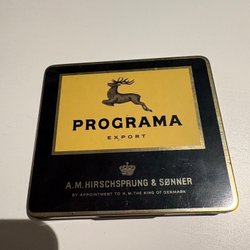 PROGRAMA
EXPORT
A.M.HIRSCHSPRUNG & SØNNER
BY APPOINTMENT TO H.M. THE KING OF DENMARK